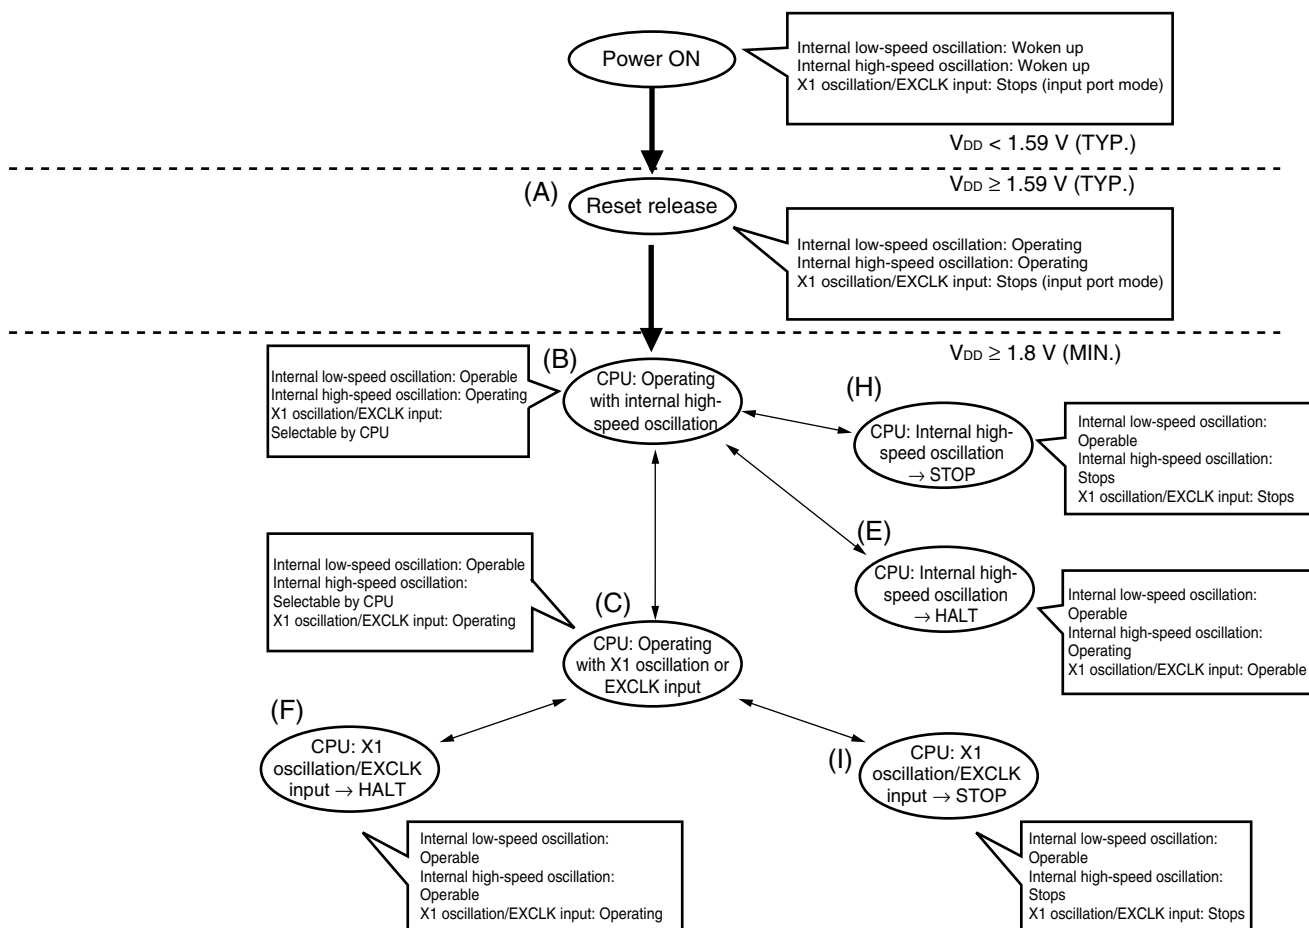 Power ON
Internal low-speed oscillation: Woken up
Internal high-speed oscillation: Woken up
X1 oscillation/EXCLK input: Stops (input port mode)
VDD < 1.59 V (TYP.)
VDD ≥ 1.59 V (TYP.)
(A)
Reset release
Internal low-speed oscillation: Operating
Internal high-speed oscillation: Operating
X1 oscillation/EXCLK input: Stops (input port mode)
VDD ≥ 1.8 V (MIN.)
(B)
CPU: Operating
with internal high-
speed oscillation
Internal low-speed oscillation: Operable
Internal high-speed oscillation: Operating
X1 oscillation/EXCLK input:
Selectable by CPU
(H)
CPU: Internal high-
speed oscillation
→ STOP
Internal low-speed oscillation:
Operable
Internal high-speed oscillation:
Stops
X1 oscillation/EXCLK input: Stops
(E)
CPU: Internal high-
speed oscillation
→ HALT
Internal low-speed oscillation:
Operable
Internal high-speed oscillation:
Operating
X1 oscillation/EXCLK input: Operable
Internal low-speed oscillation: Operable
Internal high-speed oscillation:
Selectable by CPU
X1 oscillation/EXCLK input: Operating
(C)
CPU: Operating
with X1 oscillation or
EXCLK input
(F)
CPU: X1
oscillation/EXCLK
input → HALT
Internal low-speed oscillation:
Operable
Internal high-speed oscillation:
Operable
X1 oscillation/EXCLK input: Operating
(I)
CPU: X1
oscillation/EXCLK
input → STOP
Internal low-speed oscillation:
Operable
Internal high-speed oscillation:
Stops
X1 oscillation/EXCLK input: Stops